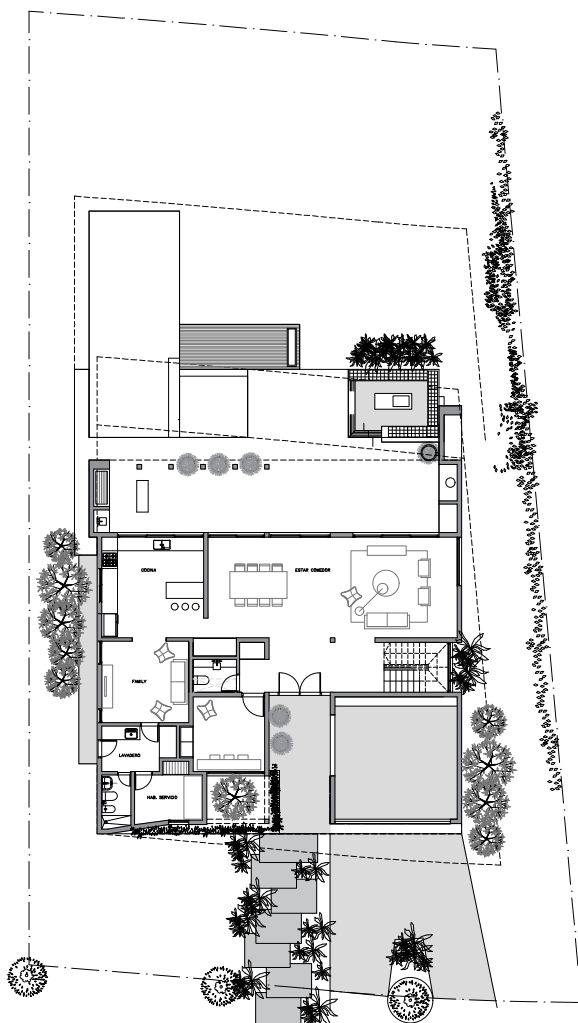 COCINA
ESTAR COMEDOR
FAMILY
LAVADERO
HAB. SERVICIO